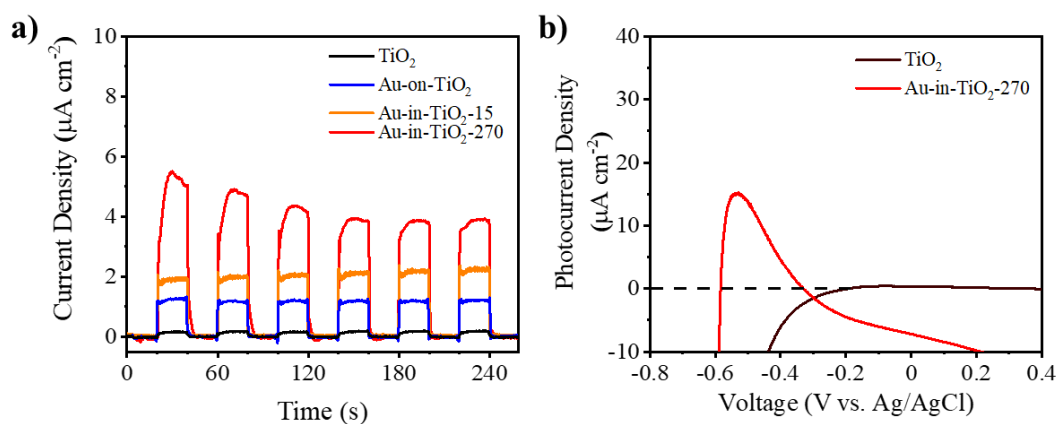 a)
Current Density (μA cm⁻²)
10
8
6
4
2
0
TiO₂
Au-on-TiO₂
Au-in-TiO₂-15
Au-in-TiO₂-270
0 60 120 180 240
Time (s)
b)
Photocurrent Density
(μA cm⁻²)
40
30
20
10
0
-10
TiO₂
Au-in-TiO₂-270
-0.8 -0.6 -0.4 -0.2 0 0.2 0.4
Voltage (V vs. Ag/AgCl)